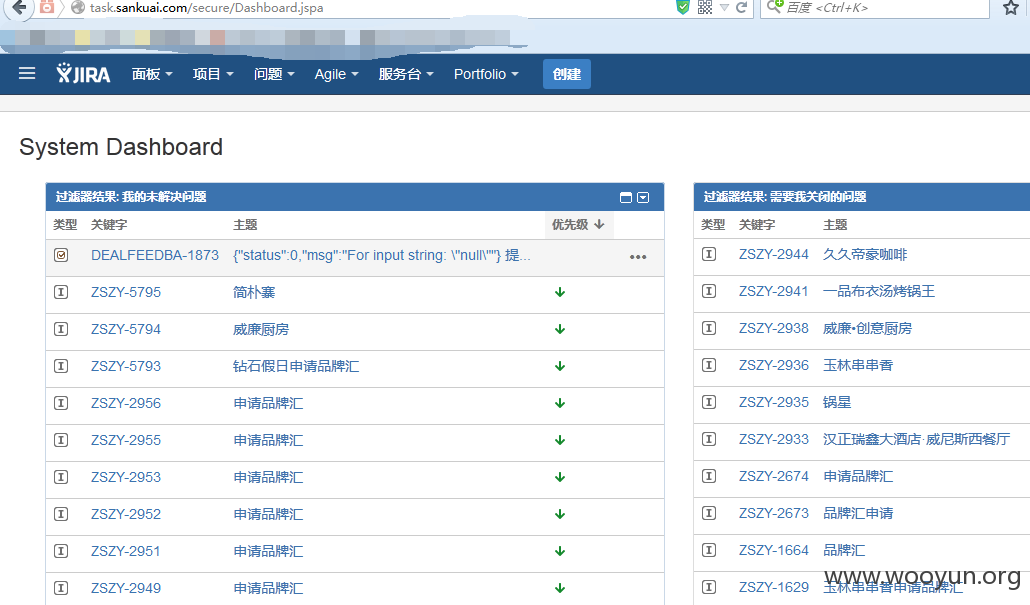 task.sankuai.com/secure/Dashboard.jspa
百度 <Ctrl+K>
JIRA 面板 项目 问题 Agile 服务台 Portfolio 创建
System Dashboard
过滤器结果: 我的未解决问题
类型 关键字 主题 优先级
DEALFEEDBA-1873 {"status":0,"msg":"For input string: \"null\""} 提...
ZSZY-5795 简朴寨
ZSZY-5794 威廉厨房
ZSZY-5793 钻石假日申请品牌汇
ZSZY-2956 申请品牌汇
ZSZY-2955 申请品牌汇
ZSZY-2953 申请品牌汇
ZSZY-2952 申请品牌汇
ZSZY-2951 申请品牌汇
ZSZY-2949 申请品牌汇
过滤器结果: 需要我关闭的问题
类型 关键字 主题
ZSZY-2944 久久帝豪咖啡
ZSZY-2941 一品布衣汤烤锅王
ZSZY-2938 威廉•创意厨房
ZSZY-2936 玉林串串香
ZSZY-2935 锅星
ZSZY-2933 汉正瑞鑫大酒店·威尼斯西餐厅
ZSZY-2674 申请品牌汇
ZSZY-2673 品牌汇申请
ZSZY-1664 品牌汇
ZSZY-1629 玉林串串香申请品牌汇
www.wooyun.org